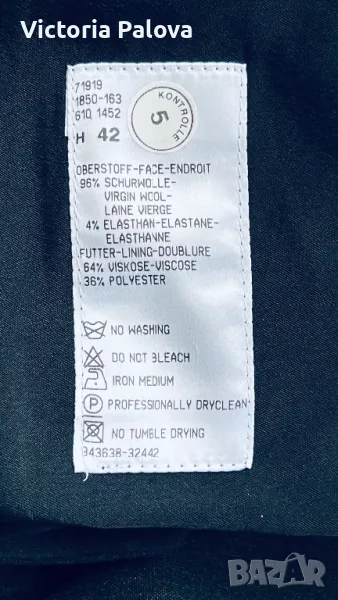 Victoria Palova
71919
1850-163
610 1452
H 42
KONTROLLE
5
OBERSTOFF-FACE-ENDROIT
96% SCHURWOLLE-
VIRGIN WOOL-
LAINE VIERGE
4% ELASTHAN-ELASTANE-
ELASTHANNE
FUTTER-LINING-DOUBLURE
64% VISKOSE-VISCOSE
36% POLYESTER
NO WASHING
DO NOT BLEACH
IRON MEDIUM
P PROFESSIONALLY DRYCLEAN
NO TUMBLE DRYING
943638-32442
BAZAR